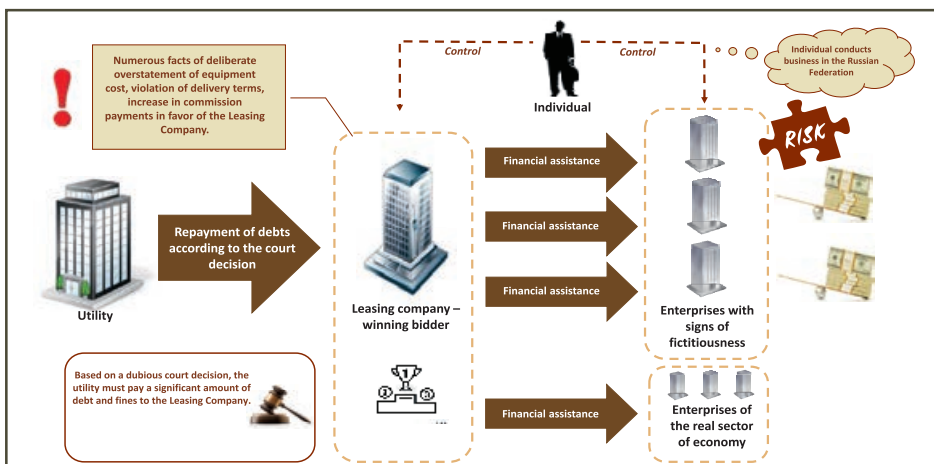 Numerous facts of deliberate
overstatement of equipment
cost, violation of delivery terms,
increase in commission
payments in favor of the Leasing
Company.
Control
Control
Individual
Individual conducts
business in the Russian
Federation
RISK
Utility
Repayment of debts
according to the court
decision
Leasing company –
winning bidder
1
Financial assistance
Financial assistance
Financial assistance
Financial assistance
Enterprises with
signs of
fictitiousness
Enterprises of
the real sector
of economy
Based on a dubious court decision, the
utility must pay a significant amount of
debt and fines to the Leasing Company.